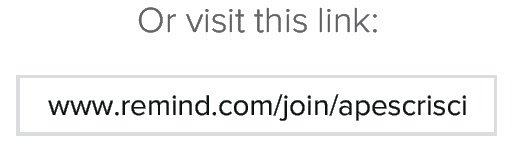 Or visit this link:
www.remind.com/join/apescrisci